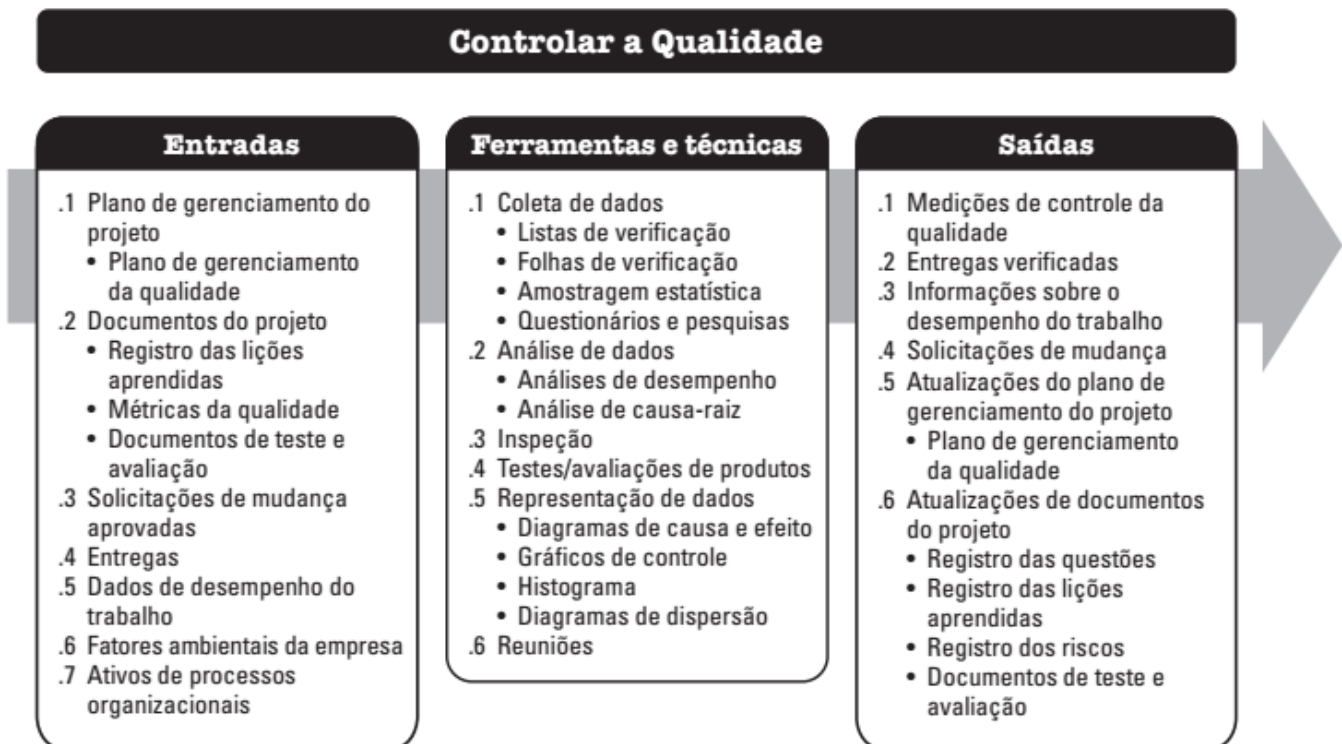 Controlar a Qualidade
Entradas
.1 Plano de gerenciamento do
projeto
• Plano de gerenciamento
da qualidade
.2 Documentos do projeto
• Registro das lições
aprendidas
• Métricas da qualidade
• Documentos de teste e
avaliação
.3 Solicitações de mudança
aprovadas
.4 Entregas
.5 Dados de desempenho do
trabalho
.6 Fatores ambientais da empresa
.7 Ativos de processos
organizacionais
Ferramentas e técnicas
.1 Coleta de dados
• Listas de verificação
• Folhas de verificação
• Amostragem estatística
• Questionários e pesquisas
.2 Análise de dados
• Análises de desempenho
• Análise de causa-raiz
.3 Inspeção
.4 Testes/avaliações de produtos
.5 Representação de dados
• Diagramas de causa e efeito
• Gráficos de controle
• Histograma
• Diagramas de dispersão
.6 Reuniões
Saídas
.1 Medições de controle da
qualidade
.2 Entregas verificadas
.3 Informações sobre o
desempenho do trabalho
.4 Solicitações de mudança
.5 Atualizações do plano de
gerenciamento do projeto
• Plano de gerenciamento
da qualidade
.6 Atualizações de documentos
do projeto
• Registro das questões
• Registro das lições
aprendidas
• Registro dos riscos
• Documentos de teste e
avaliação